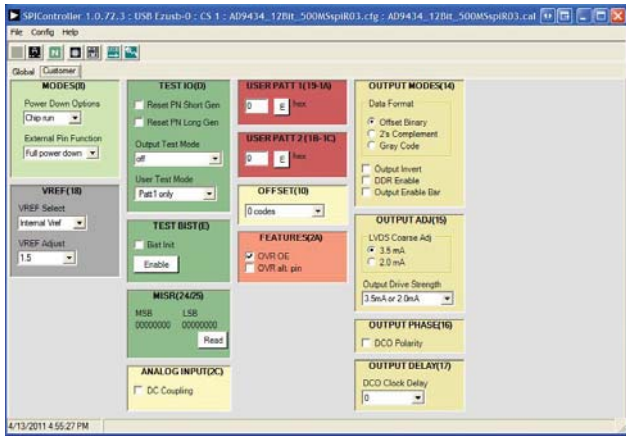 SPIController 1.0.72.3 : USB Ezusb-0 : CS 1 : AD9434_12Bit_500MSspiR03.cfg : AD9434_12Bit_500MSspiR03.cal
File Config Help
Global Customer
MODES(8)
Power Down Options
Chip run
External Pin Function
Full power down
VREF(18)
VREF Select
Internal Vref
VREF Adjust
1.5
TEST IO(D)
Reset PN Short Gen
Reset PN Long Gen
Output Test Mode
off
User Test Mode
Patt 1 only
TEST BIST(E)
Bist Init
Enable
MISR(24/25)
MSB LSB
00000000 00000000
Read
ANALOG INPUT(2C)
DC Coupling
USER PATT 1(19-1A)
0 hex
USER PATT 2 (1B-1C)
0 hex
OFFSET(10)
0 codes
FEATURES(2A)
OVR OE
OVR alt. pin
OUTPUT MODES(14)
Data Format
Offset Binary
2's Complement
Gray Code
Output Invert
DDR Enable
Output Enable Bar
OUTPUT ADJ(15)
LVDS Coarse Adj
3.5 mA
2.0 mA
Output Drive Strength
3.5mA or 2.0mA
OUTPUT PHASE(16)
DCO Polarity
OUTPUT DELAY(17)
DCO Clock Delay
0
4/13/2011 4:55:27 PM